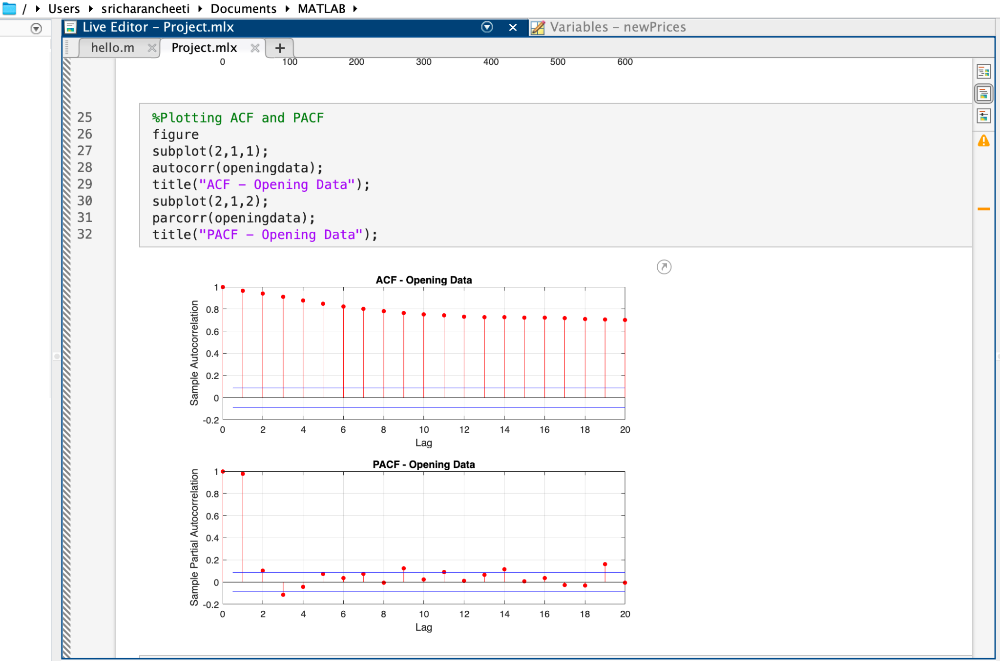 / Users sricharancheeti Documents MATLAB
Live Editor – Project.mlx
Variables – newPrices
hello.m Project.mlx +
0 100 200 300 400 500 600
25 %Plotting ACF and PACF
26 figure
27 subplot(2,1,1);
28 autocorr(openingdata);
29 title("ACF – Opening Data");
30 subplot(2,1,2);
31 parcorr(openingdata);
32 title("PACF – Opening Data");
ACF - Opening Data
Sample Autocorrelation
1
0.8
0.6
0.4
0.2
0
-0.2
0 2 4 6 8 10 12 14 16 18 20
Lag
PACF - Opening Data
Sample Partial Autocorrelation
1
0.8
0.6
0.4
0.2
0
-0.2
0 2 4 6 8 10 12 14 16 18 20
Lag